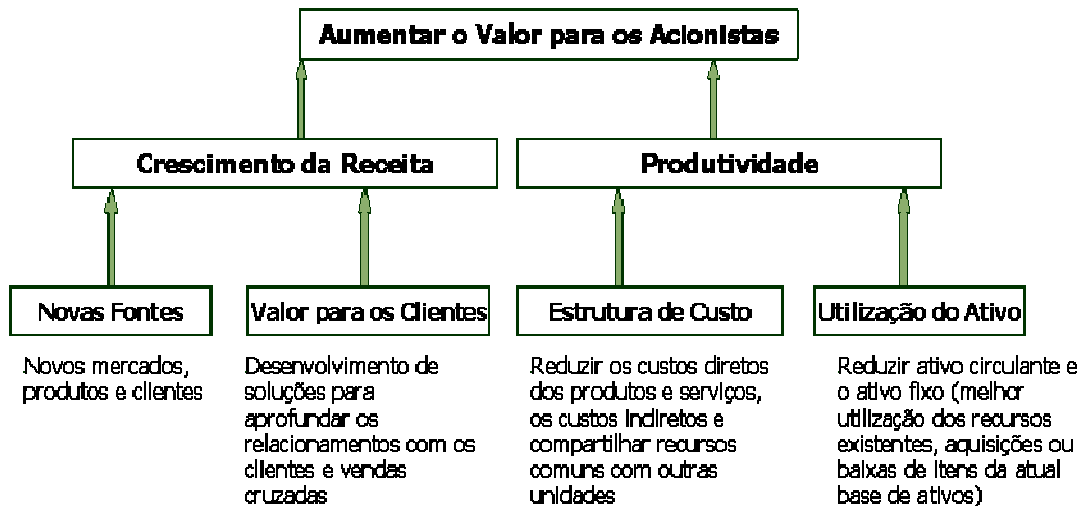 Aumentar o Valor para os Acionistas
Crescimento da Receita
Produtividade
Novas Fontes
Valor para os Clientes
Estrutura de Custo
Utilização do Ativo
Novos mercados,
produtos e clientes
Desenvolvimento de
soluções para
aprofundar os
relacionamentos com os
clientes e vendas
cruzadas
Reduzir os custos diretos
dos produtos e serviços,
os custos indiretos e
compartilhar recursos
comuns com outras
unidades
Reduzir ativo circulante e
o ativo fixo (melhor
utilização dos recursos
existentes, aquisições ou
baixas de itens da atual
base de ativos)